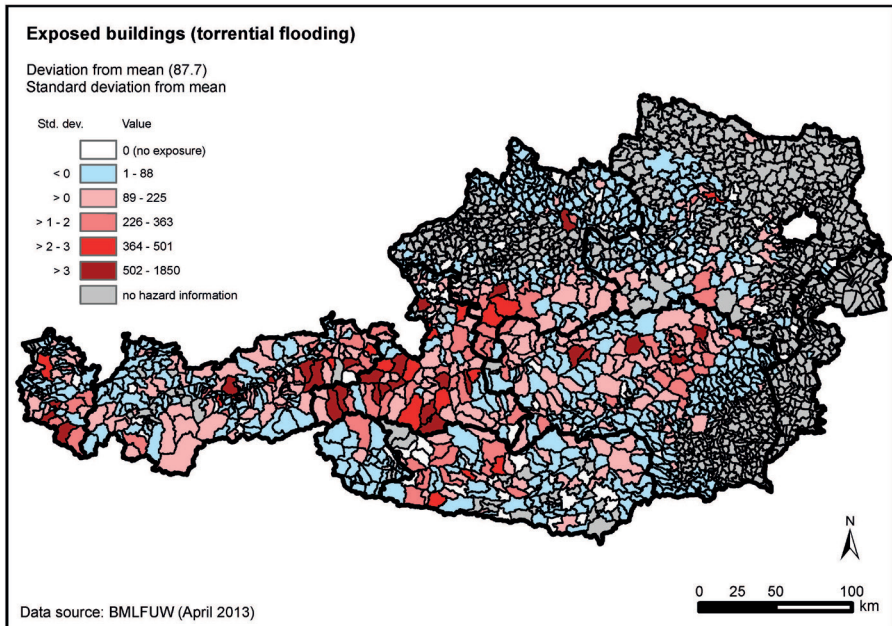 Exposed buildings (torrential flooding)
Deviation from mean (87.7)
Standard deviation from mean
Std. dev. Value
0 (no exposure)
< 0 1 - 88
> 0 89 - 225
> 1 - 2 226 - 363
> 2 - 3 364 - 501
> 3 502 - 1850
no hazard information
N
0 25 50 100
km
Data source: BMLFUW (April 2013)